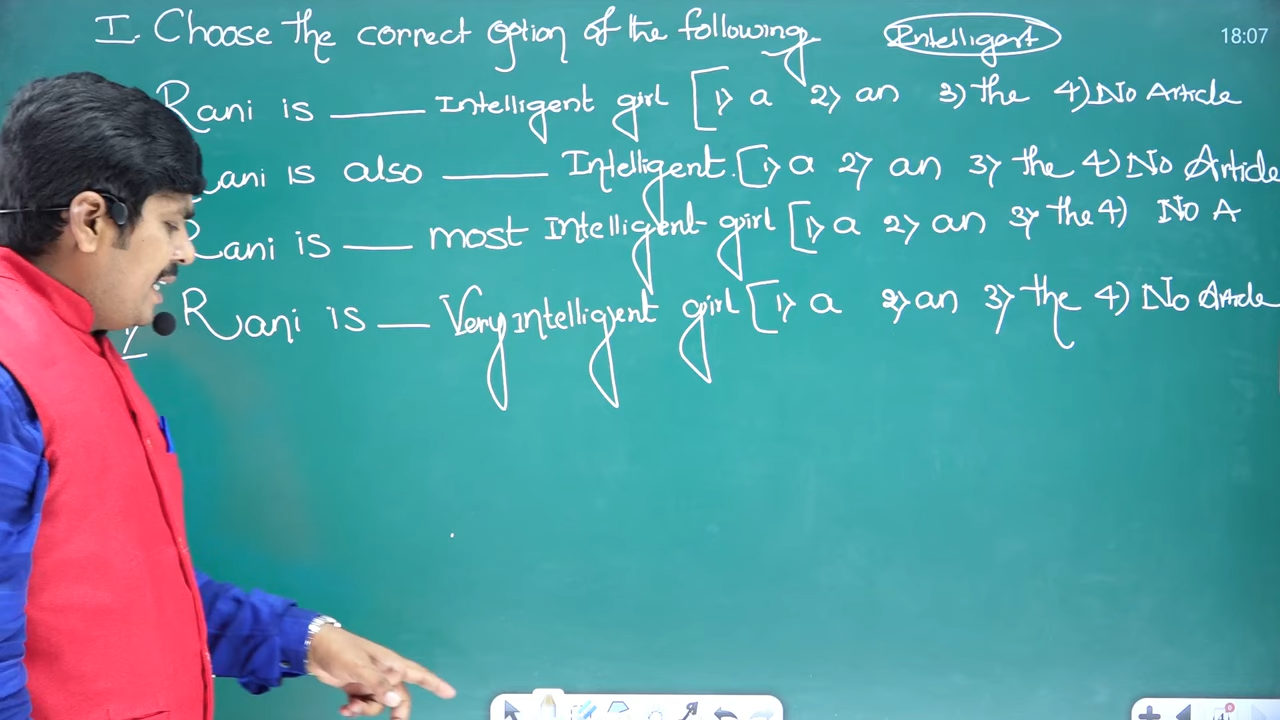 I. Choose the correct option of the following Intelligent
18:07
Rani is ____ Intelligent girl [1) a 2) an 3) the 4) No Article
Rani is also ____ Intelligent. [1) a 2) an 3) the 4) No Article
Rani is ____ most Intelligent girl [1) a 2) an 3) the 4) No A
Rani is ____ Very intelligent girl [1) a 2) an 3) the 4) No Article